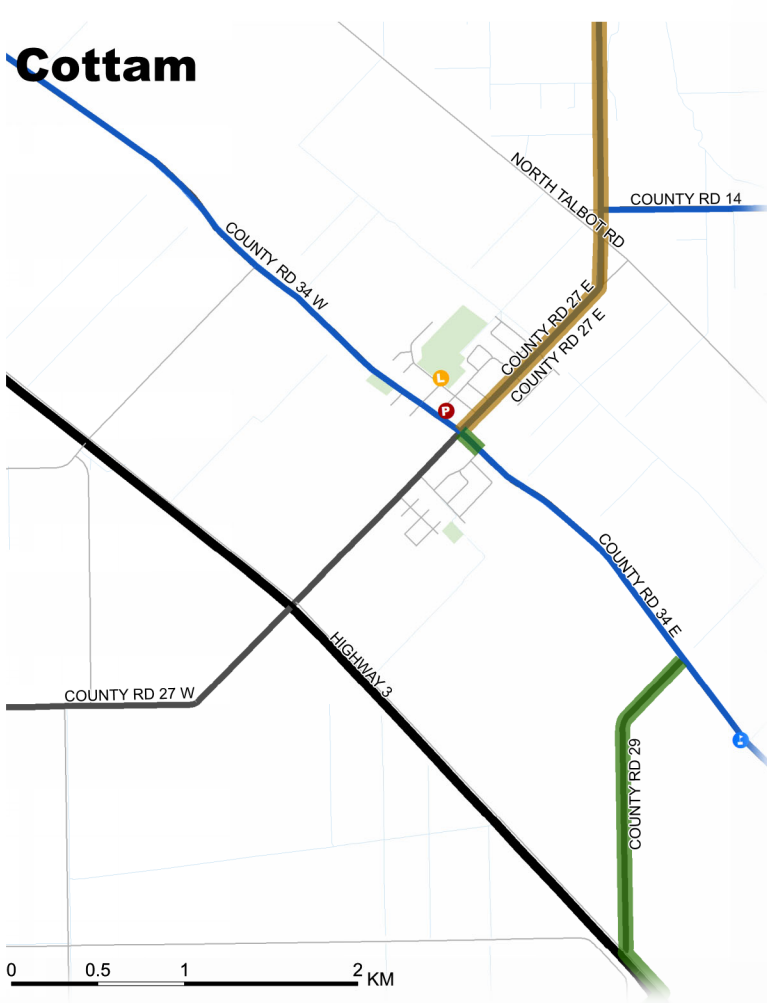 Cottam
NORTH TALBOT RD
COUNTY RD 14
COUNTY RD 34 W
COUNTY RD 27 E
COUNTY RD 27 E
L
P
COUNTY RD 34 E
HIGHWAY 3
COUNTY RD 27 W
COUNTY RD 29
0 0.5 1 2 KM